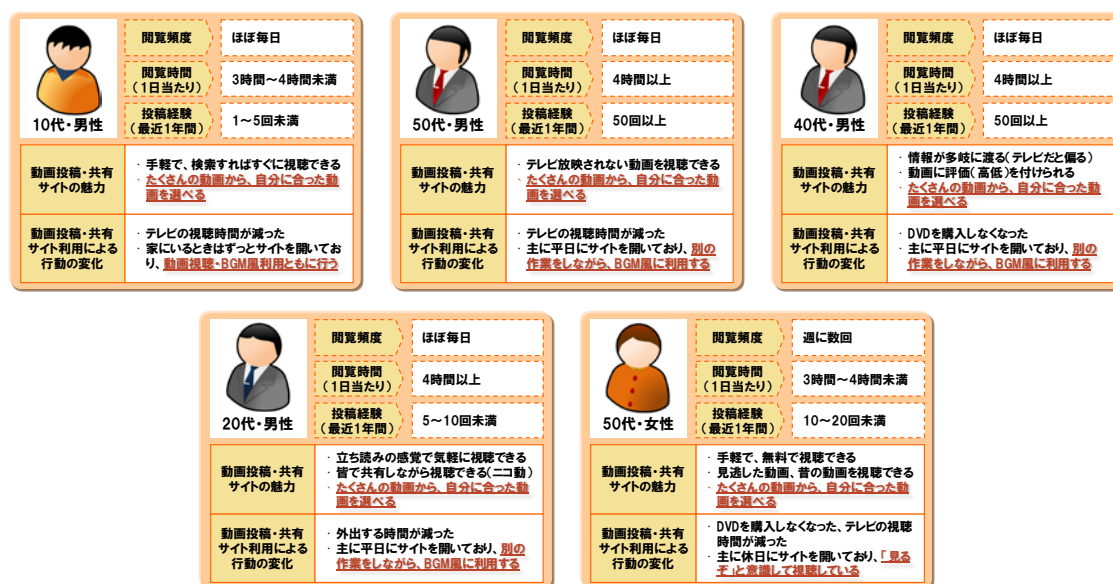 閲覧頻度
ほぼ毎日
閲覧時間
(1日当たり)
3時間～4時間未満
投稿経験
(最近1年間)
1～5回未満
10代・男性
動画投稿・共有
サイトの魅力
・手軽で、検索すればすぐに視聴できる
・たくさんの動画から、自分に合った動
画を選べる
動画投稿・共有
サイト利用による
行動の変化
・テレビの視聴時間が減った
・家にいるときはずっとサイトを開いてお
り、動画視聴・BGM風利用ともに行う
閲覧頻度
ほぼ毎日
閲覧時間
(1日当たり)
4時間以上
投稿経験
(最近1年間)
50回以上
50代・男性
動画投稿・共有
サイトの魅力
・テレビ放映されない動画を視聴できる
・たくさんの動画から、自分に合った動
画を選べる
動画投稿・共有
サイト利用による
行動の変化
・テレビの視聴時間が減った
・主に平日にサイトを開いており、別の
作業をしながら、BGM風に利用する
閲覧頻度
ほぼ毎日
閲覧時間
(1日当たり)
4時間以上
投稿経験
(最近1年間)
50回以上
40代・男性
動画投稿・共有
サイトの魅力
・情報が多岐に渡る(テレビだと偏る)
・動画に評価(高低)を付けられる
・たくさんの動画から、自分に合った動
画を選べる
動画投稿・共有
サイト利用による
行動の変化
・DVDを購入しなくなった
・主に平日にサイトを開いており、別の
作業をしながら、BGM風に利用する
閲覧頻度
ほぼ毎日
閲覧時間
(1日当たり)
4時間以上
投稿経験
(最近1年間)
5～10回未満
20代・男性
動画投稿・共有
サイトの魅力
・立ち読みの感覚で気軽に視聴できる
・皆で共有しながら視聴できる(ニコ動)
・たくさんの動画から、自分に合った動
画を選べる
動画投稿・共有
サイト利用による
行動の変化
・外出する時間が減った
・主に平日にサイトを開いており、別の
作業をしながら、BGM風に利用する
閲覧頻度
週に数回
閲覧時間
(1日当たり)
3時間～4時間未満
投稿経験
(最近1年間)
10～20回未満
50代・女性
動画投稿・共有
サイトの魅力
・手軽で、無料で視聴できる
・見逃した動画、昔の動画を視聴できる
・たくさんの動画から、自分に合った動
画を選べる
動画投稿・共有
サイト利用による
行動の変化
・DVDを購入しなくなった、テレビの視聴
時間が減った
・主に休日にサイトを開いており、「見る
ぞ」と意識して視聴している